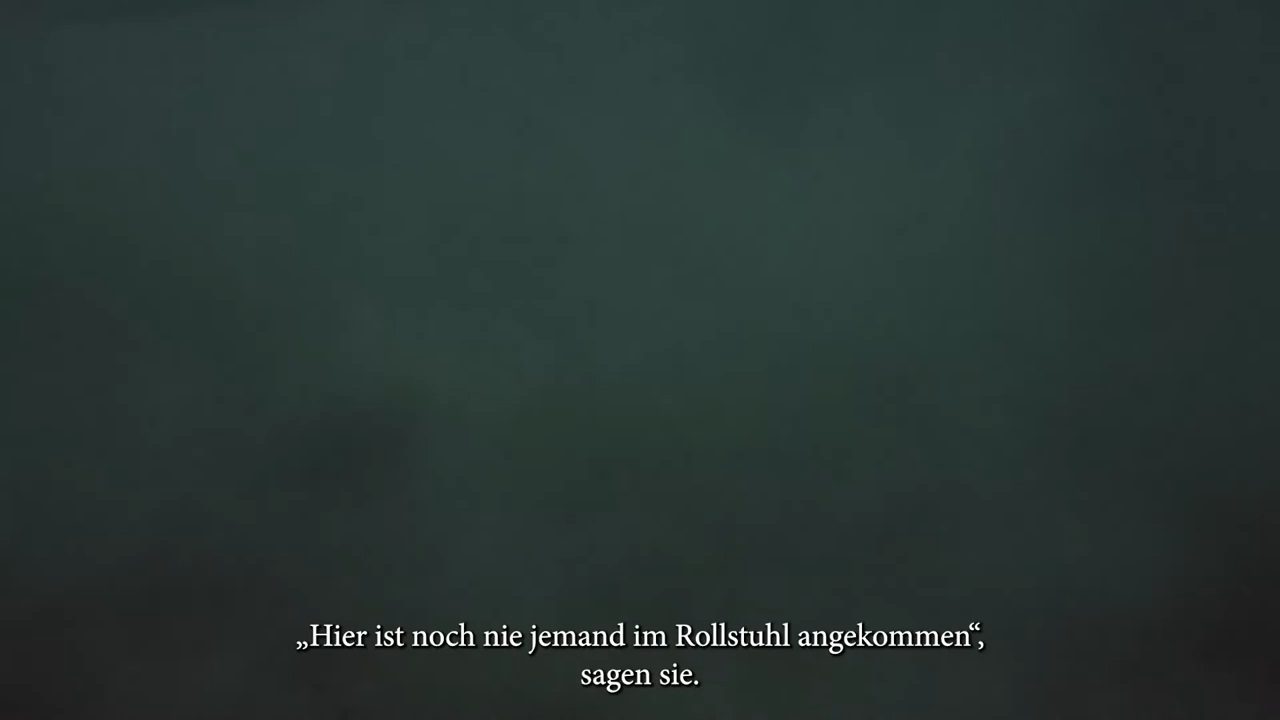 „Hier ist noch nie jemand im Rollstuhl angekommen“,
sagen sie.